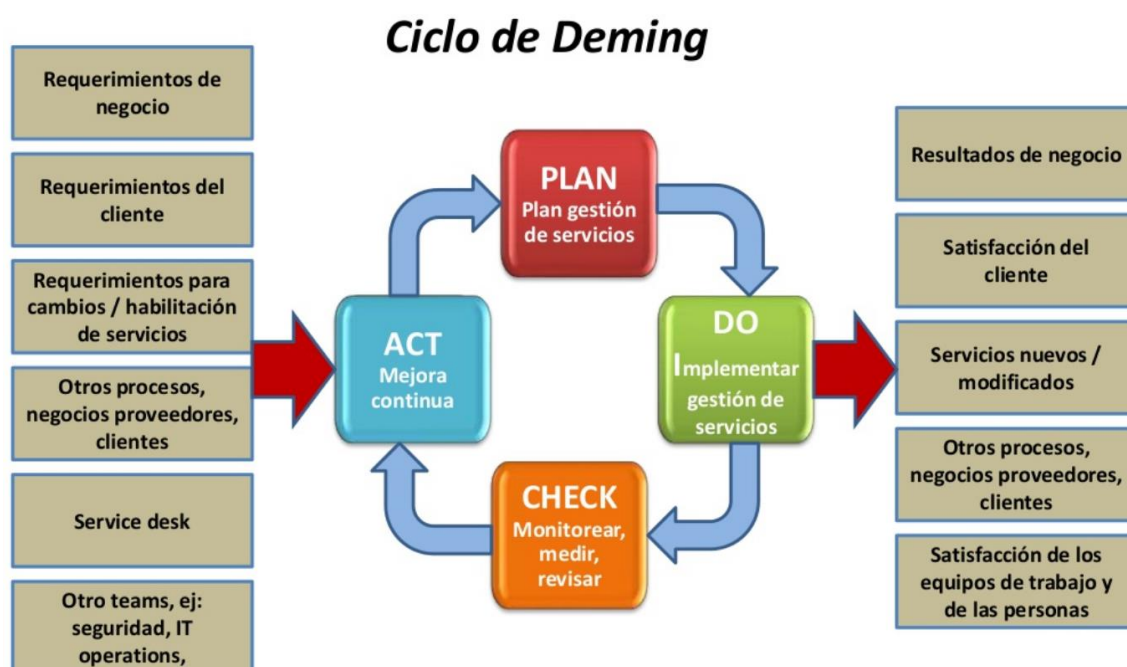 Ciclo de Deming
Requerimientos de
negocio
Requerimientos del
cliente
Requerimientos para
cambios / habilitación
de servicios
Otros procesos,
negocios proveedores,
clientes
Service desk
Otro teams, ej:
seguridad, IT
operations,
PLAN
Plan gestión
de servicios
DO
Implementar
gestión de
servicios
CHECK
Monitorear,
medir,
revisar
ACT
Mejora
continua
Resultados de negocio
Satisfacción del
cliente
Servicios nuevos /
modificados
Otros procesos,
negocios proveedores,
clientes
Satisfacción de los
equipos de trabajo y
de las personas